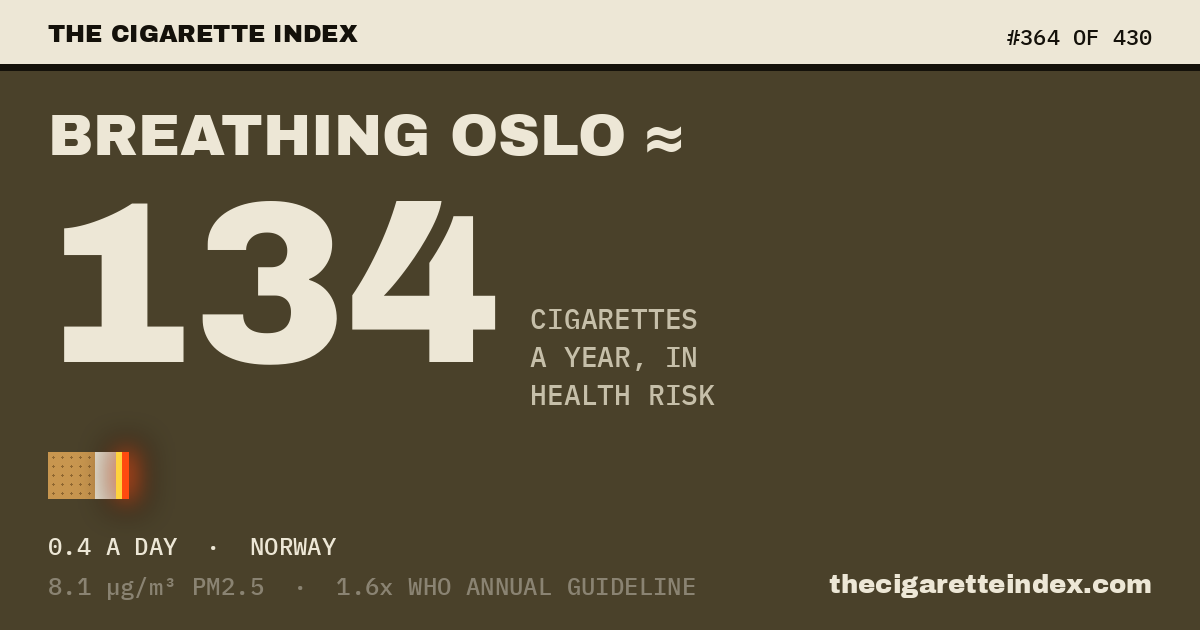 THE CIGARETTE INDEX
#364 OF 430
BREATHING OSLO ≈
134
CIGARETTES
A YEAR, IN
HEALTH RISK
0.4 A DAY · NORWAY
8.1 µg/m³ PM2.5 · 1.6x WHO ANNUAL GUIDELINE
thecigaretteindex.com